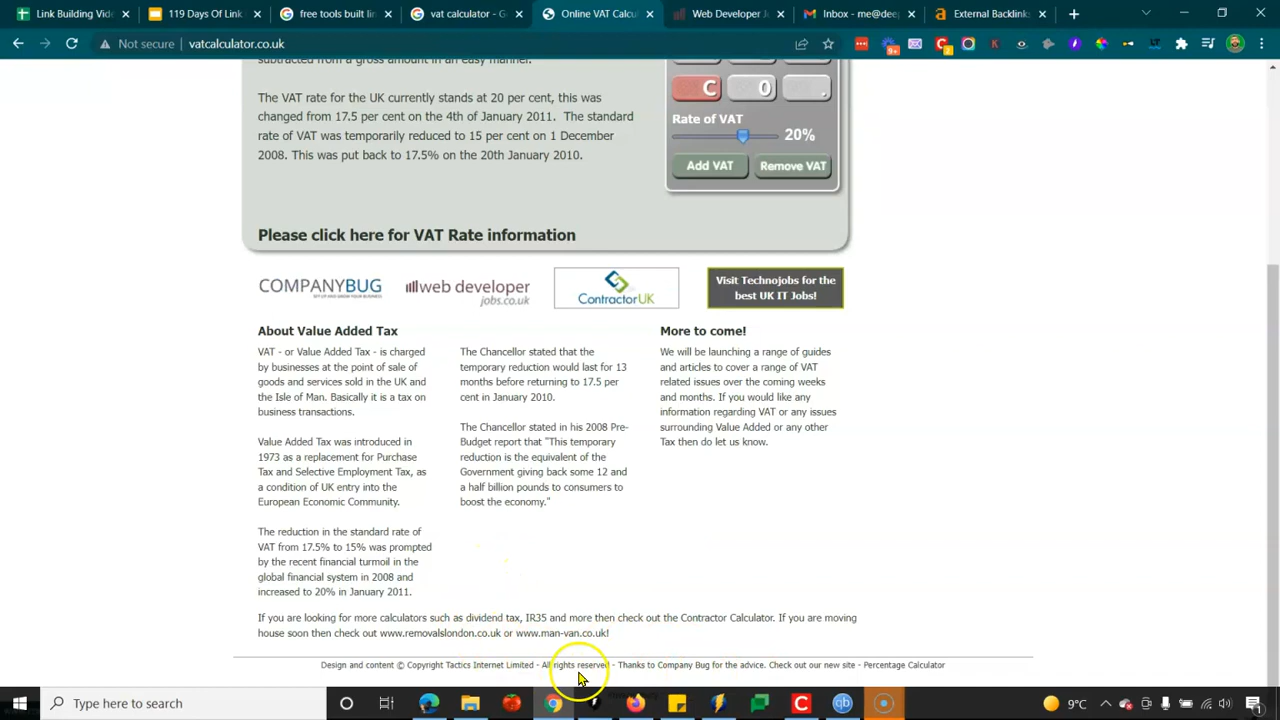 Link Building Vide
119 Days Of Link
free tools built lin
vat calculator - G
Online VAT Calcu
Web Developer J
Inbox - me@deep
External Backlinks
Not secure
vatcalculator.co.uk
subtracted from a gross amount in an easy manner.
The VAT rate for the UK currently stands at 20 per cent, this was
changed from 17.5 per cent on the 4th of January 2011. The standard
rate of VAT was temporarily reduced to 15 per cent on 1 December
2008. This was put back to 17.5% on the 20th January 2010.
C 0 .
Rate of VAT
20%
Add VAT Remove VAT
Please click here for VAT Rate information
COMPANYBUG
SET UP AND GROW YOUR BUSINESS
web developer
jobs.co.uk
ContractorUK
Visit Technojobs for the
best UK IT Jobs!
About Value Added Tax
VAT - or Value Added Tax - is charged
by businesses at the point of sale of
goods and services sold in the UK and
the Isle of Man. Basically it is a tax on
business transactions.
Value Added Tax was introduced in
1973 as a replacement for Purchase
Tax and Selective Employment Tax, as
a condition of UK entry into the
European Economic Community.
The reduction in the standard rate of
VAT from 17.5% to 15% was prompted
by the recent financial turmoil in the
global financial system in 2008 and
increased to 20% in January 2011.
The Chancellor stated that the
temporary reduction would last for 13
months before returning to 17.5 per
cent in January 2010.
The Chancellor stated in his 2008 Pre-
Budget report that "This temporary
reduction is the equivalent of the
Government giving back some 12 and
a half billion pounds to consumers to
boost the economy."
More to come!
We will be launching a range of guides
and articles to cover a range of VAT
related issues over the coming weeks
and months. If you would like any
information regarding VAT or any issues
surrounding Value Added or any other
Tax then do let us know.
If you are looking for more calculators such as dividend tax, IR35 and more then check out the Contractor Calculator. If you are moving
house soon then check out www.removalslondon.co.uk or www.man-van.co.uk!
Design and content © Copyright Tactics Internet Limited - All rights reserved - Thanks to Company Bug for the advice. Check out our new site - Percentage Calculator
Type here to search
9°C